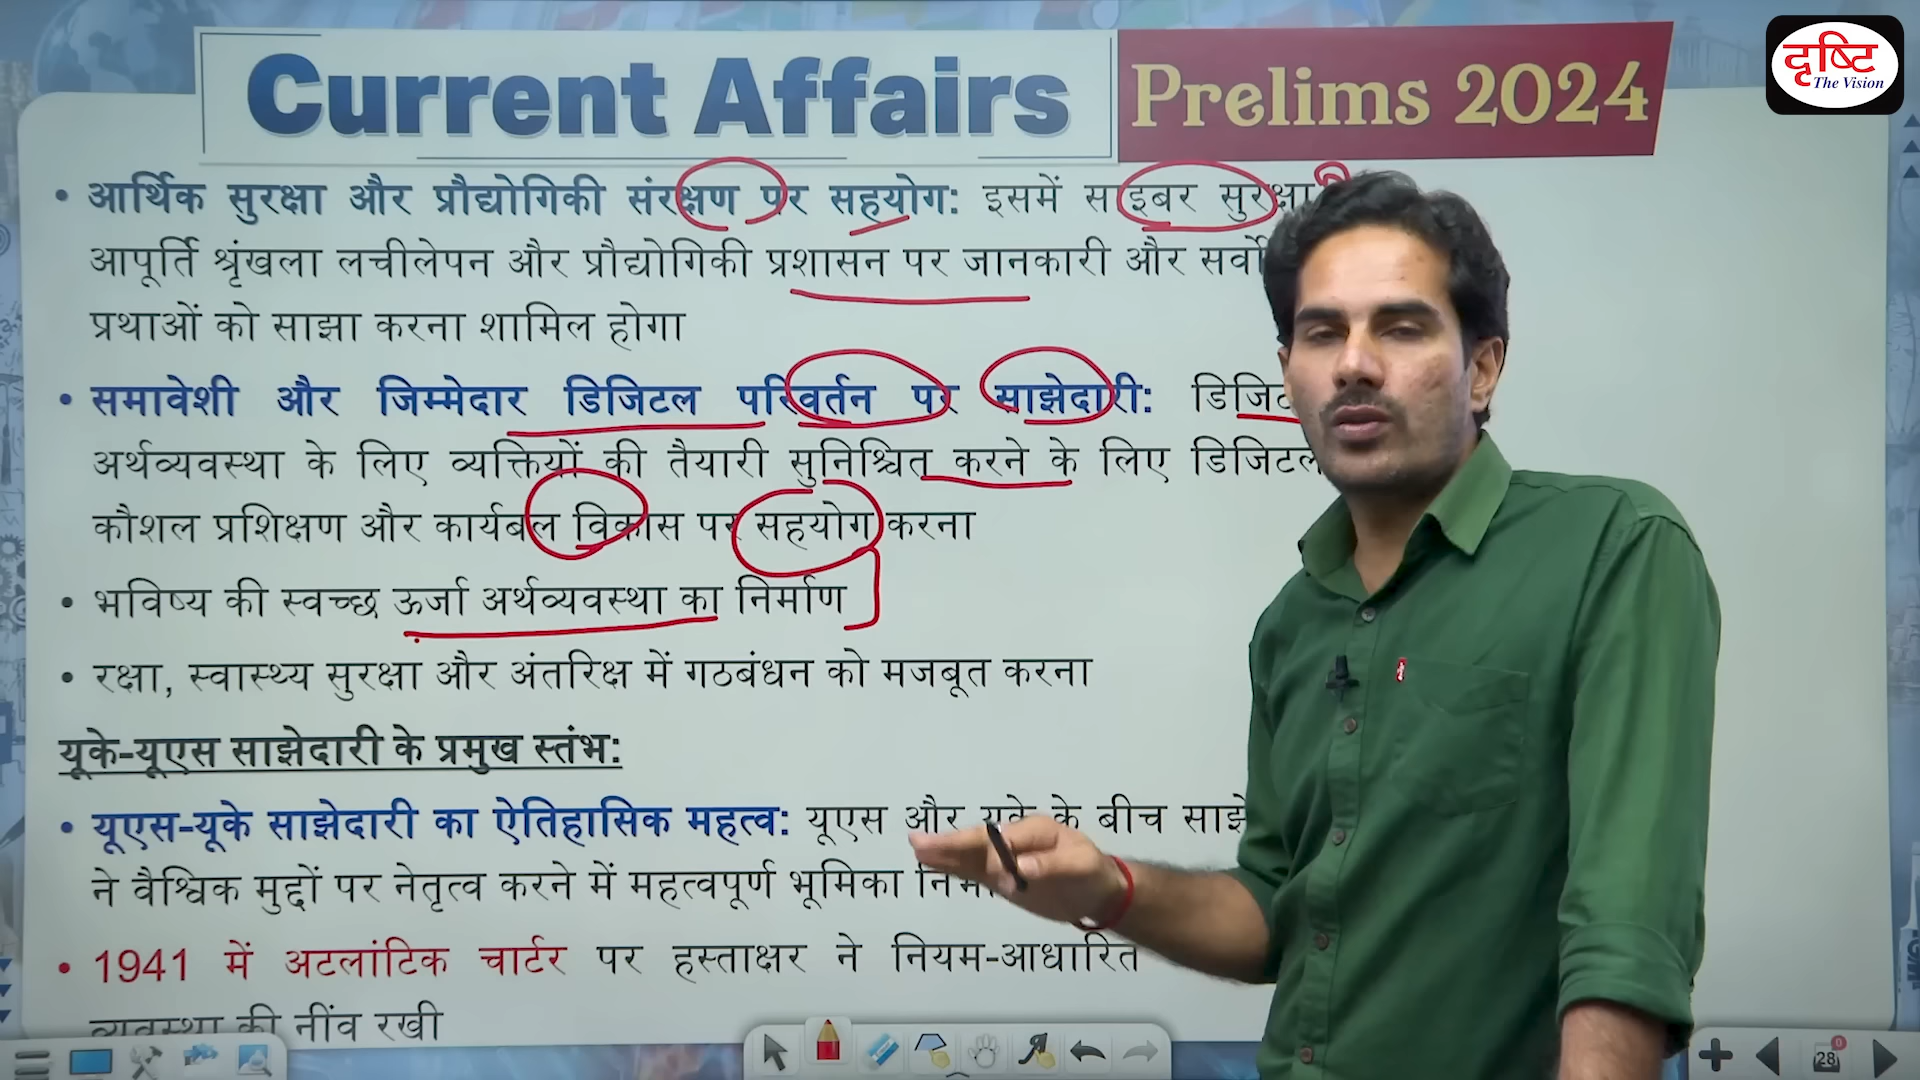 Current Affairs Prelims 2024
दृष्टि
The Vision
• आर्थिक सुरक्षा और प्रौद्योगिकी संरक्षण पर सहयोग: इसमें साइबर सुरक्षा
आपूर्ति श्रृंखला लचीलेपन और प्रौद्योगिकी प्रशासन पर जानकारी और
प्रथाओं को साझा करना शामिल होगा
• समावेशी और जिम्मेदार डिजिटल परिवर्तन पर साझेदारी:
अर्थव्यवस्था के लिए व्यक्तियों की तैयारी सुनिश्चित करने के लिए डिजिटल
कौशल प्रशिक्षण और कार्यबल विकास पर सहयोग करना
• भविष्य की स्वच्छ ऊर्जा अर्थव्यवस्था का निर्माण
• रक्षा, स्वास्थ्य सुरक्षा और अंतरिक्ष में गठबंधन को मजबूत करना
यूके-यूएस साझेदारी के प्रमुख स्तंभ:
• यूएस-यूके साझेदारी का ऐतिहासिक महत्व: यूएस और यूके के बीच
ने वैश्विक मुद्दों पर नेतृत्व करने में महत्वपूर्ण भूमिका
• 1941 में अटलांटिक चार्टर पर हस्ताक्षर ने नियम-आधारित
व्यवस्था की नींव रखी
28
0